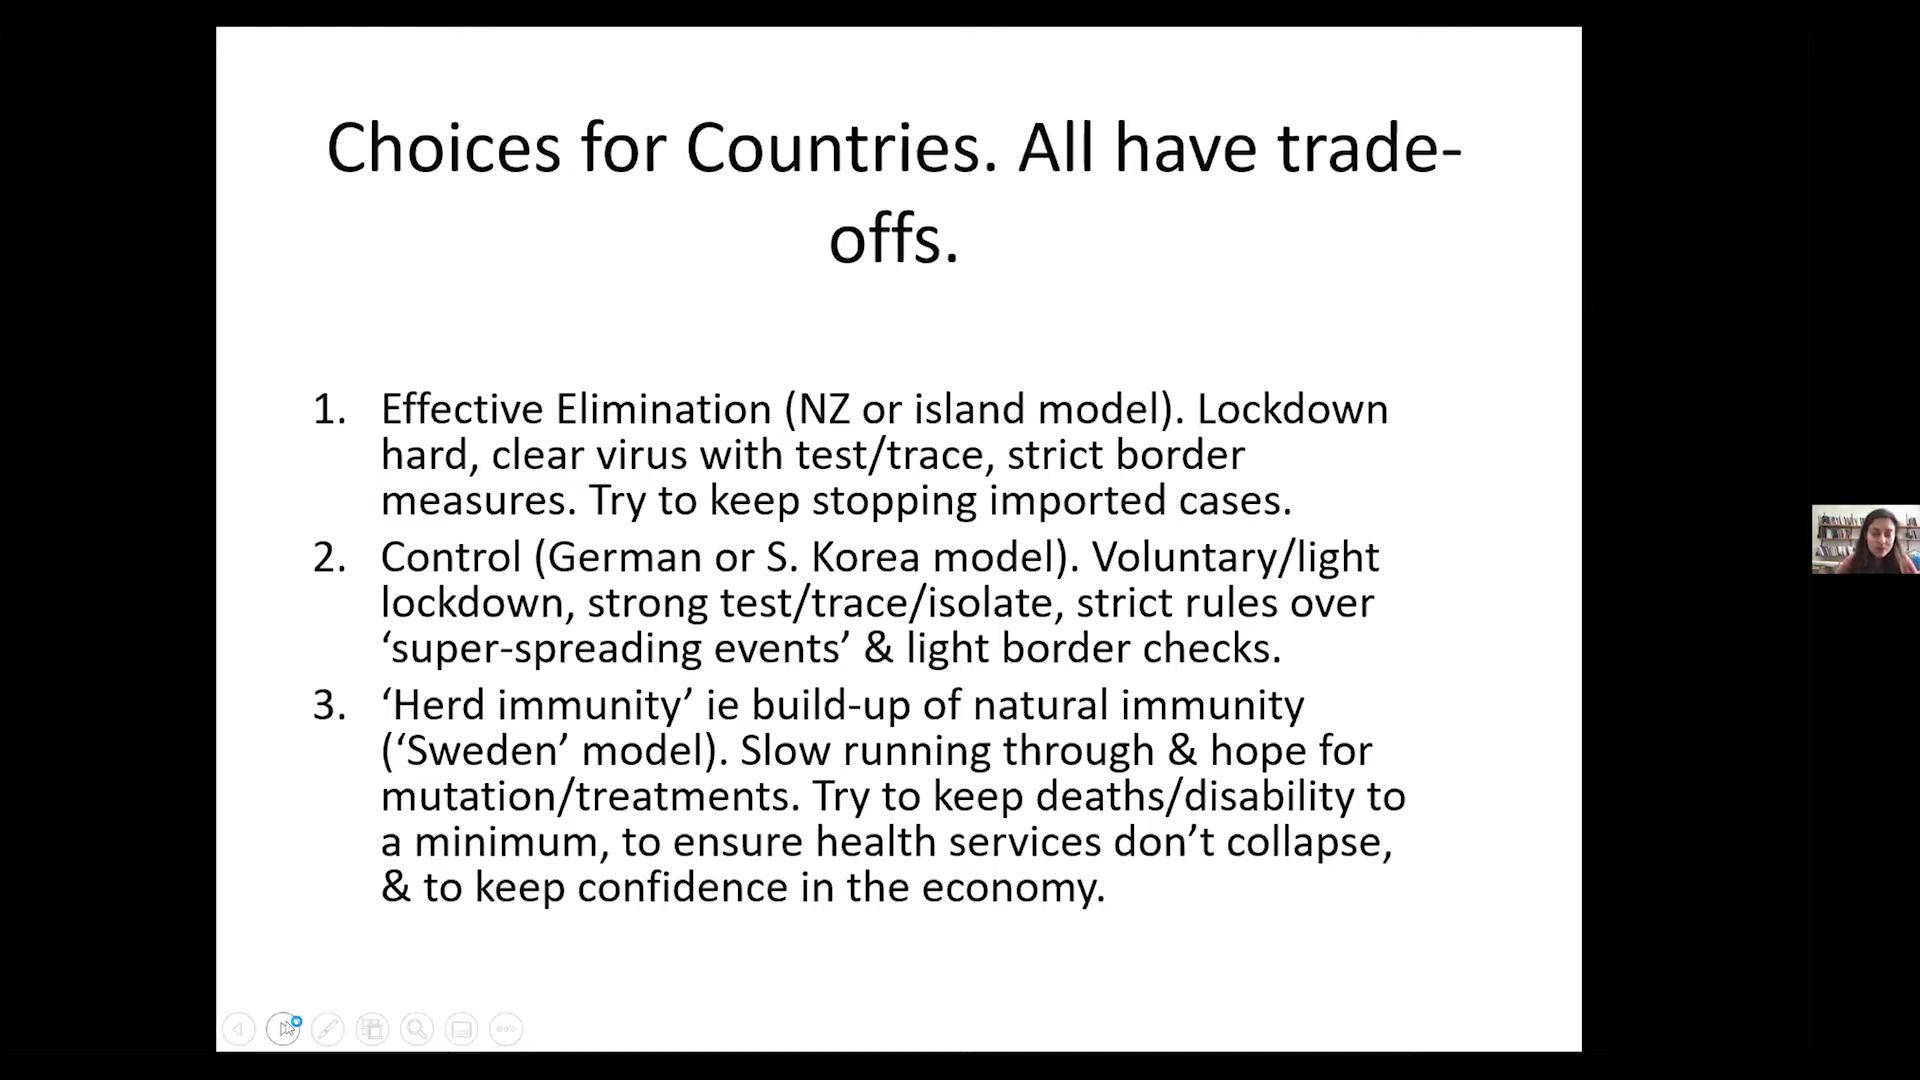 Choices for Countries. All have trade-
offs.
1. Effective Elimination (NZ or island model). Lockdown
hard, clear virus with test/trace, strict border
measures. Try to keep stopping imported cases.
2. Control (German or S. Korea model). Voluntary/light
lockdown, strong test/trace/isolate, strict rules over
‘super-spreading events’ & light border checks.
3. ‘Herd immunity’ ie build-up of natural immunity
(‘Sweden’ model). Slow running through & hope for
mutation/treatments. Try to keep deaths/disability to
a minimum, to ensure health services don’t collapse,
& to keep confidence in the economy.